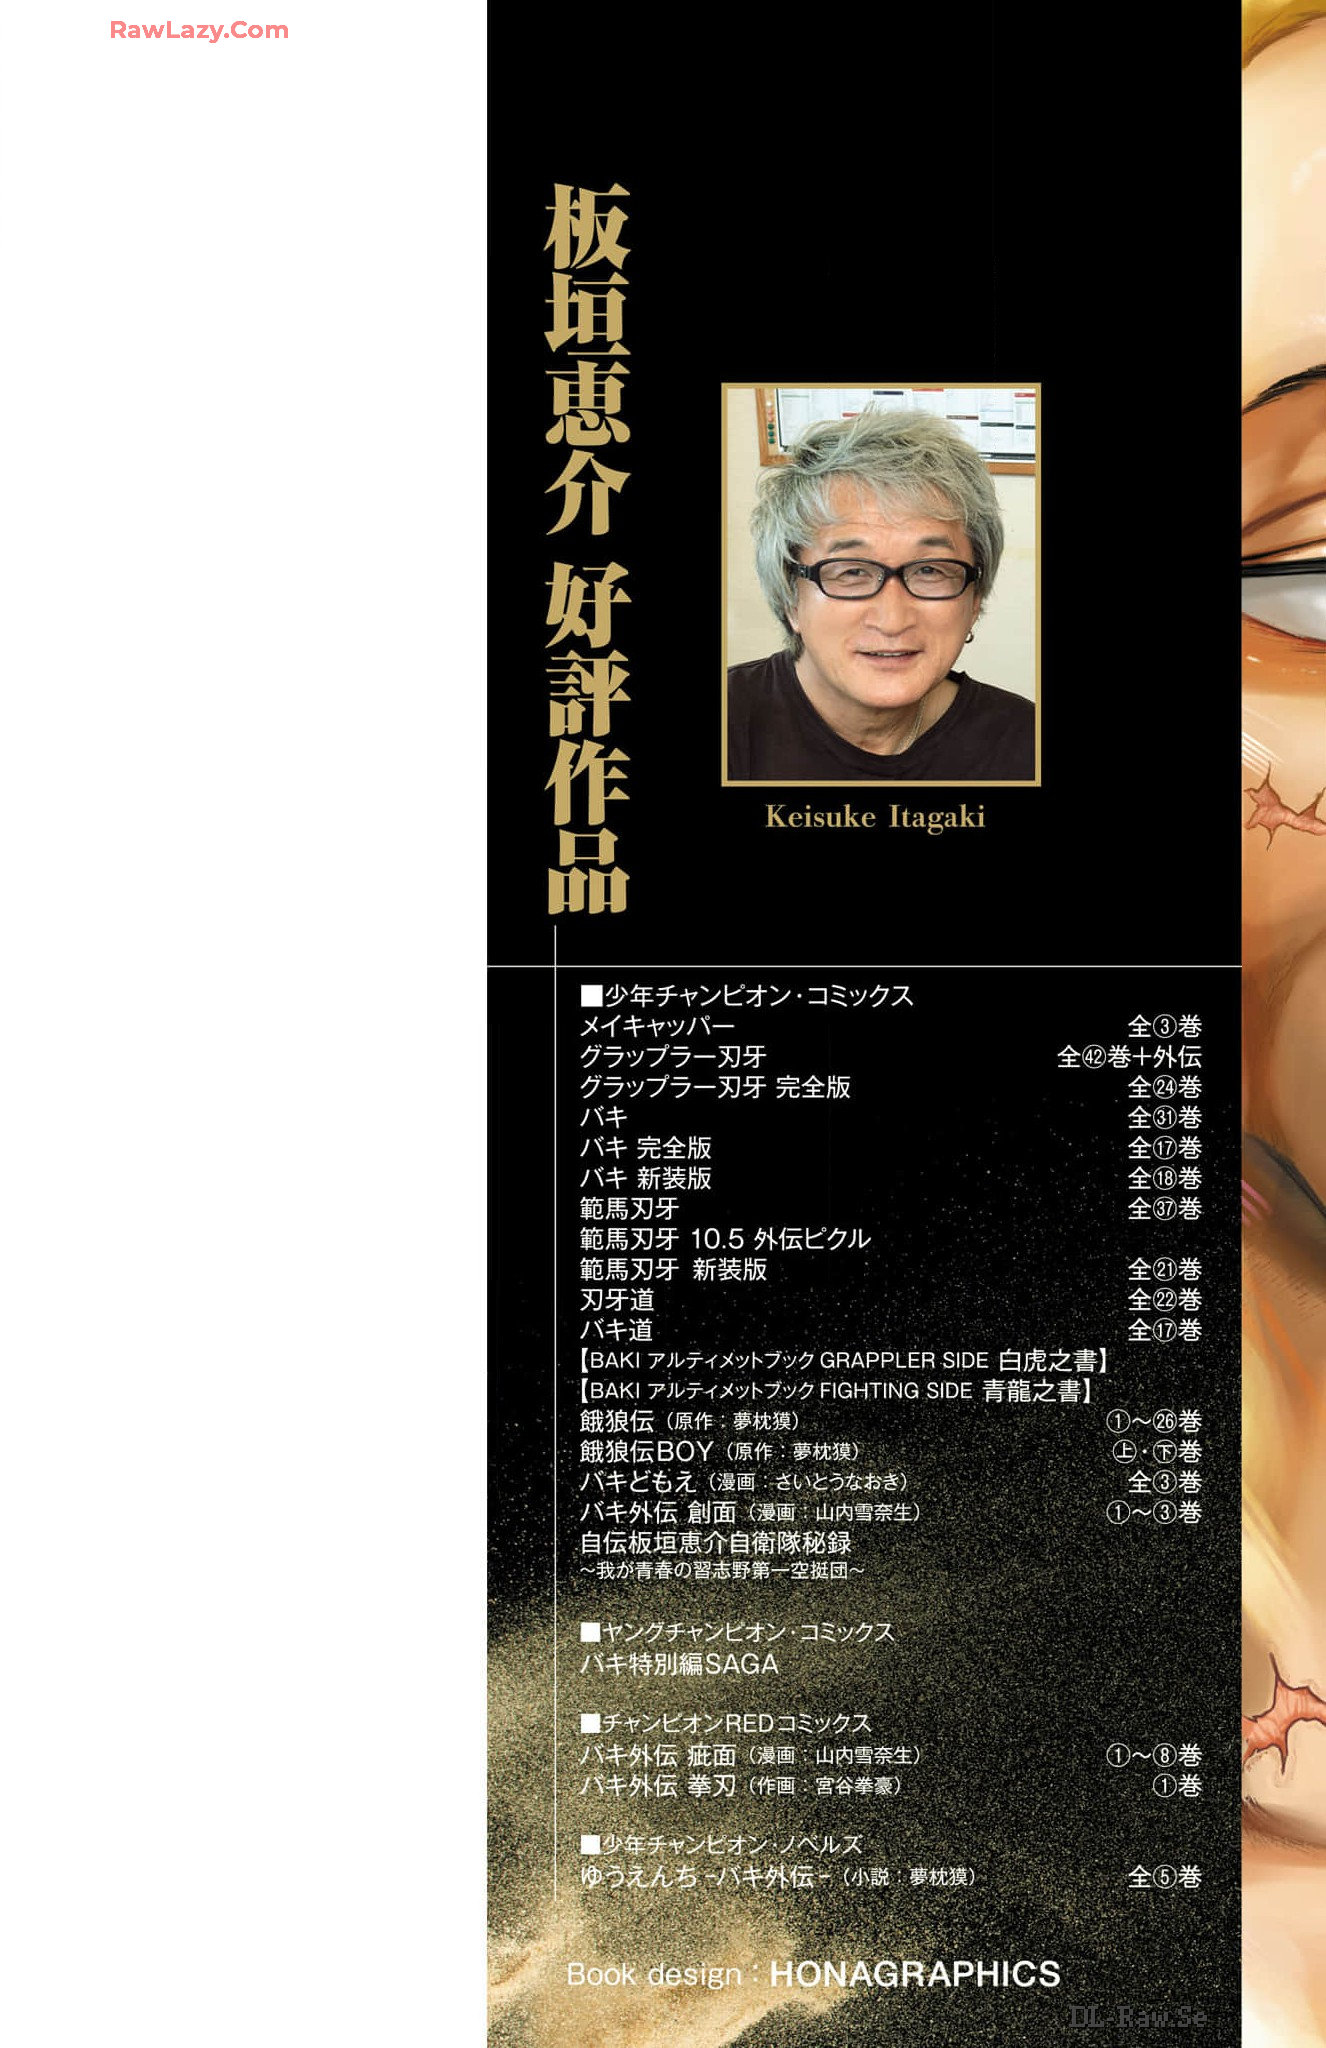 RawLazy.Com
板垣恵介 好評作品
Keisuke Itagaki
■少年チャンピオン・コミックス
メイキャッパー 全③巻
グラップラー刃牙 全㊷巻＋外伝
グラップラー刃牙 完全版 全㉔巻
バキ 全㉛巻
バキ 完全版 全⑰巻
バキ 新装版 全⑱巻
範馬刃牙 全㊲巻
範馬刃牙 10.5 外伝ピクル
範馬刃牙 新装版 全㉑巻
刃牙道 全㉒巻
バキ道 全⑰巻
【BAKI アルティメットブック GRAPPLER SIDE 白虎之書】
【BAKI アルティメットブック FIGHTING SIDE 青龍之書】
餓狼伝（原作：夢枕獏） ①〜㉖巻
餓狼伝BOY（原作：夢枕獏） ㊤・㊦巻
バキどもえ（漫画：さいとうなおき） 全③巻
バキ外伝 創面（漫画：山内雪奈生） ①〜③巻
自伝板垣恵介自衛隊秘録
〜我が青春の習志野第一空挺団〜
■ヤングチャンピオン・コミックス
バキ特別編SAGA
■チャンピオンREDコミックス
バキ外伝 疵面（漫画：山内雪奈生） ①〜⑧巻
バキ外伝 拳刃（作画：宮谷拳豪） ①巻
■少年チャンピオン・ノベルズ
ゆうえんち -バキ外伝-（小説：夢枕獏） 全⑤巻
Book design：HONAGRAPHICS
DL-Raw.Se